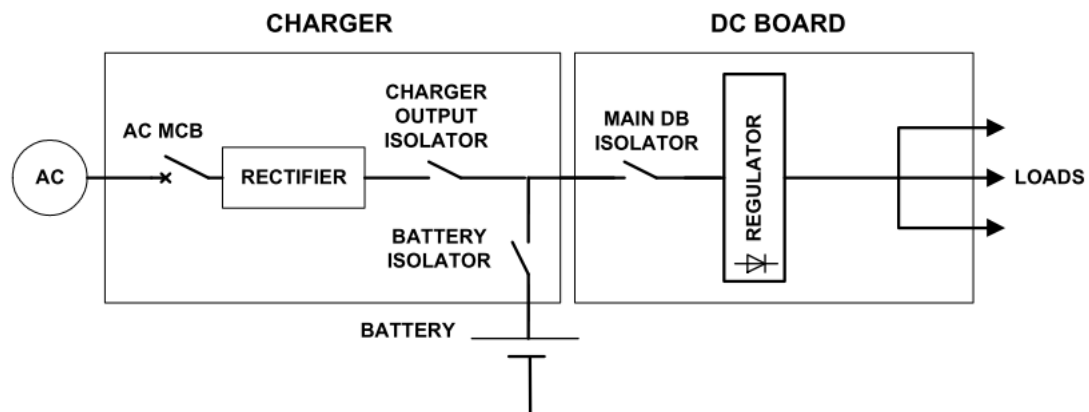 CHARGER
DC BOARD
CHARGER
OUTPUT
ISOLATOR
AC MCB
MAIN DB
ISOLATOR
AC
RECTIFIER
REGULATOR
LOADS
BATTERY
ISOLATOR
BATTERY